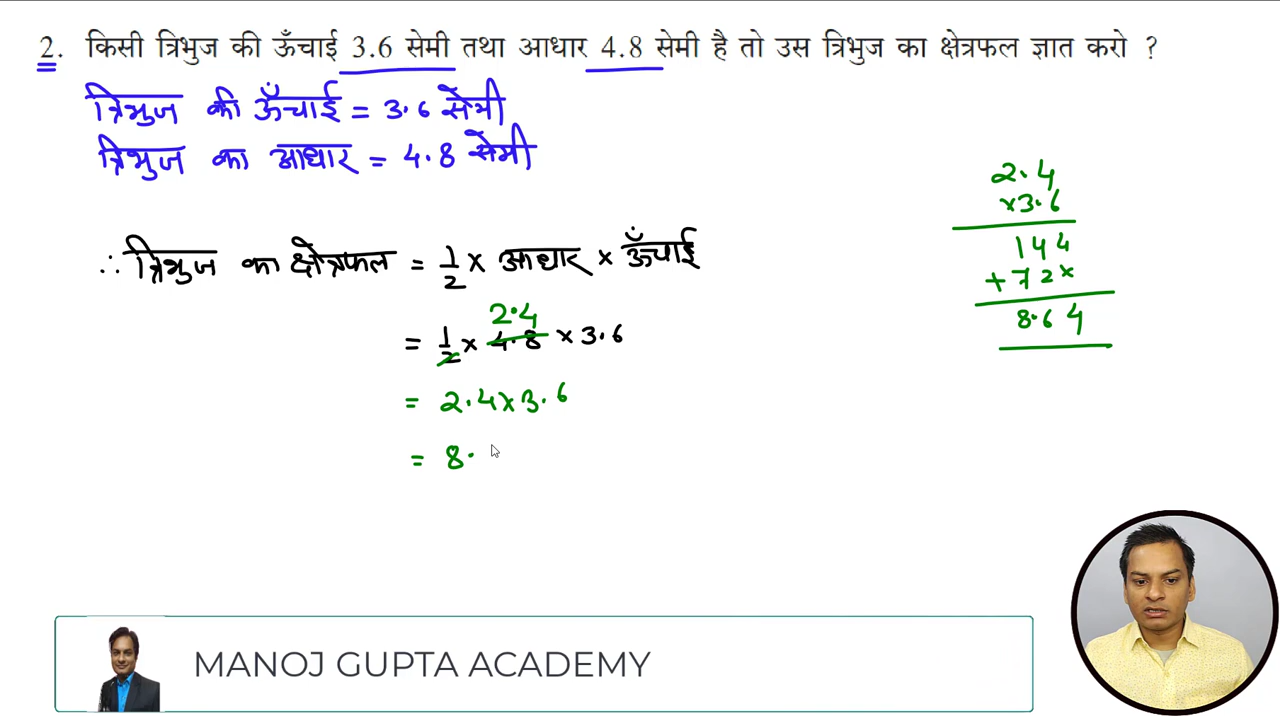 2. किसी त्रिभुज की ऊँचाई 3.6 सेमी तथा आधार 4.8 सेमी है तो उस त्रिभुज का क्षेत्रफल ज्ञात करो ?
त्रिभुज की ऊँचाई = 3.6 सेमी
त्रिभुज का आधार = 4.8 सेमी
∴ त्रिभुज का क्षेत्रफल = 1/2 × आधार × ऊँचाई
2.4
= 1/2 × 4.8 × 3.6
= 2.4 × 3.6
= 8.
2.4
×3.6
144
+72×
8.64
MANOJ GUPTA ACADEMY